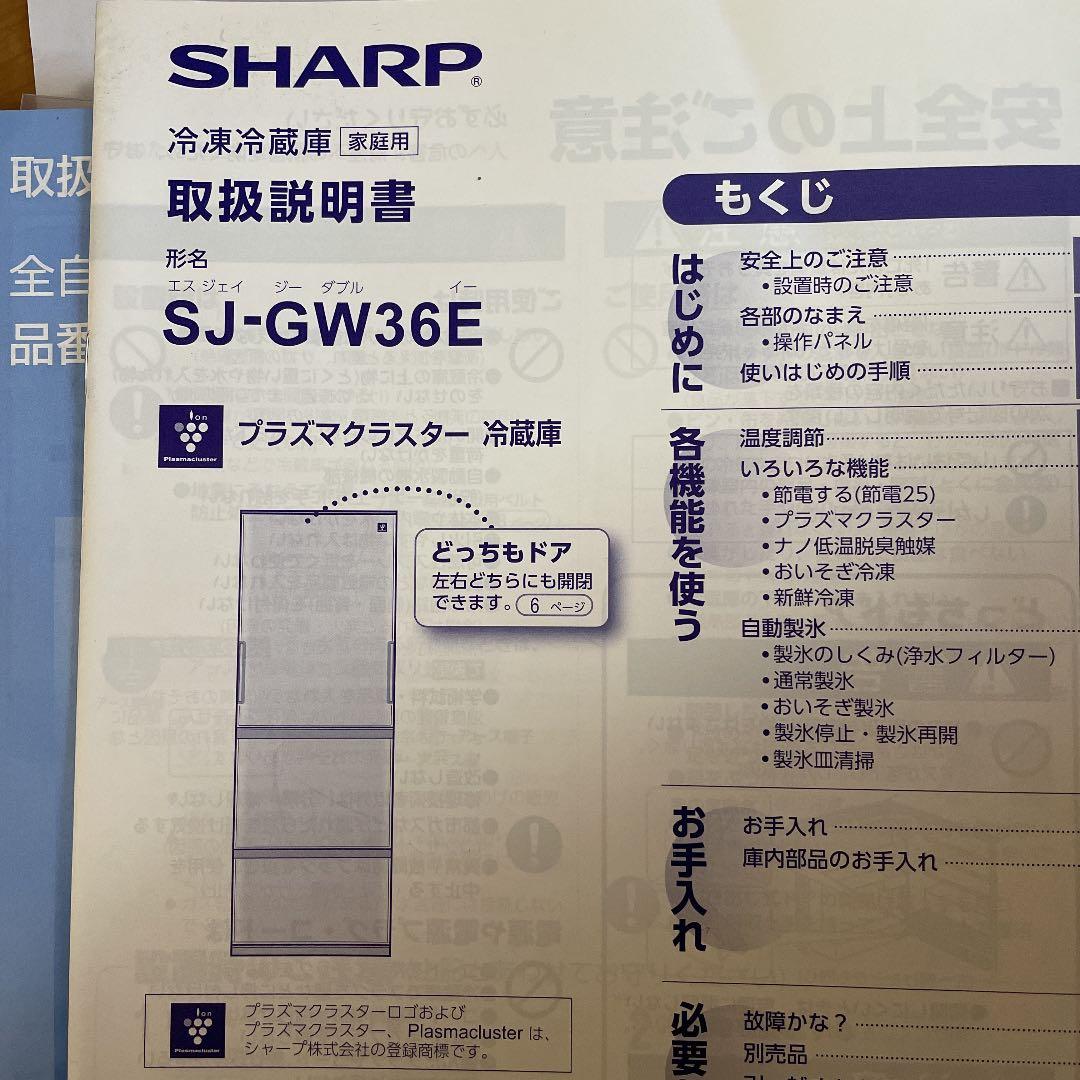 SHARP®
冷凍冷蔵庫 家庭用
取扱説明書
形名
エス ジェイ ジー ダブル イー
SJ-GW36E
ion
Plasmacluster
プラズマクラスター 冷蔵庫
どっちもドア
左右どちらにも開閉
できます。 6 ページ
ion
Plasmacluster
プラズマクラスターロゴおよび
プラズマクラスター、Plasmacluster は、
シャープ株式会社の登録商標です。
もくじ
はじめに
安全上のご注意
・設置時のご注意
各部のなまえ
・操作パネル
使いはじめの手順
各機能を使う
温度調節
いろいろな機能
・節電する(節電25)
・プラズマクラスター
・ナノ低温脱臭触媒
・おいそぎ冷凍
・新鮮冷凍
自動製氷
・製氷のしくみ(浄水フィルター)
・通常製氷
・おいそぎ製氷
・製氷停止・製氷再開
・製氷皿清掃
お手入れ
お手入れ
庫内部品のお手入れ
必要
故障かな？
別売品
取扱
全自
品番